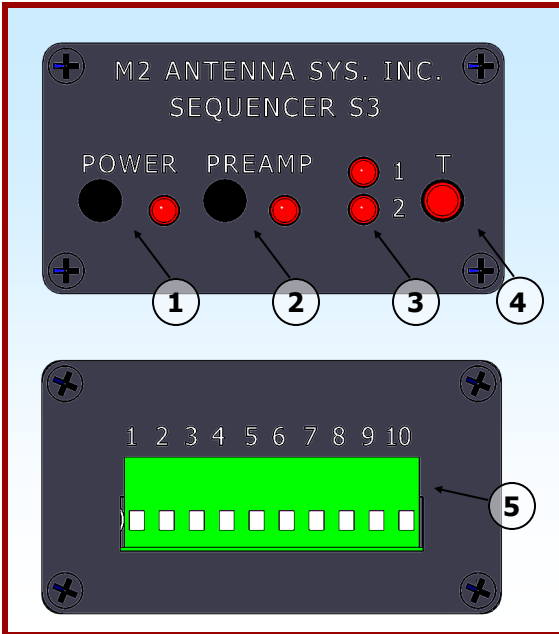 M2 ANTENNA SYS. INC.
SEQUENCER S3
POWER PREAMP 1 T
2
1 2 3 4
1 2 3 4 5 6 7 8 9 10
5